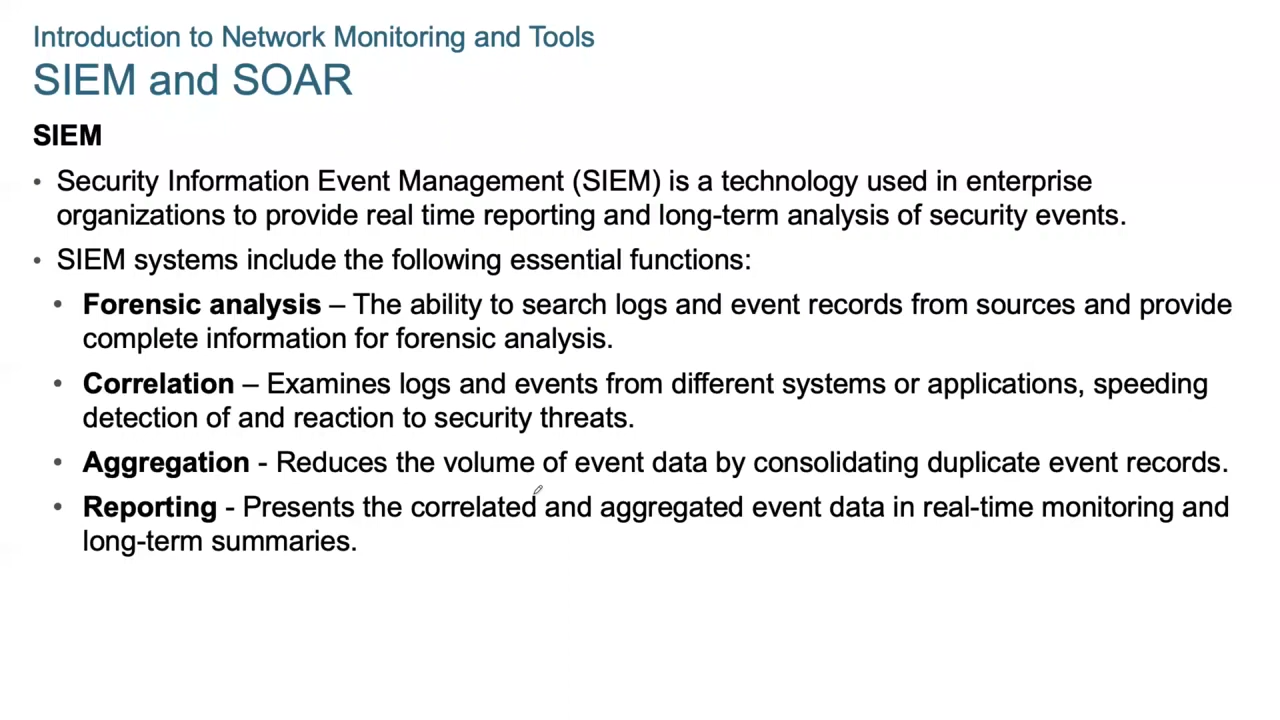 Introduction to Network Monitoring and Tools
SIEM and SOAR
SIEM
• Security Information Event Management (SIEM) is a technology used in enterprise
organizations to provide real time reporting and long-term analysis of security events.
• SIEM systems include the following essential functions:
• Forensic analysis – The ability to search logs and event records from sources and provide
complete information for forensic analysis.
• Correlation – Examines logs and events from different systems or applications, speeding
detection of and reaction to security threats.
• Aggregation - Reduces the volume of event data by consolidating duplicate event records.
• Reporting - Presents the correlated and aggregated event data in real-time monitoring and
long-term summaries.